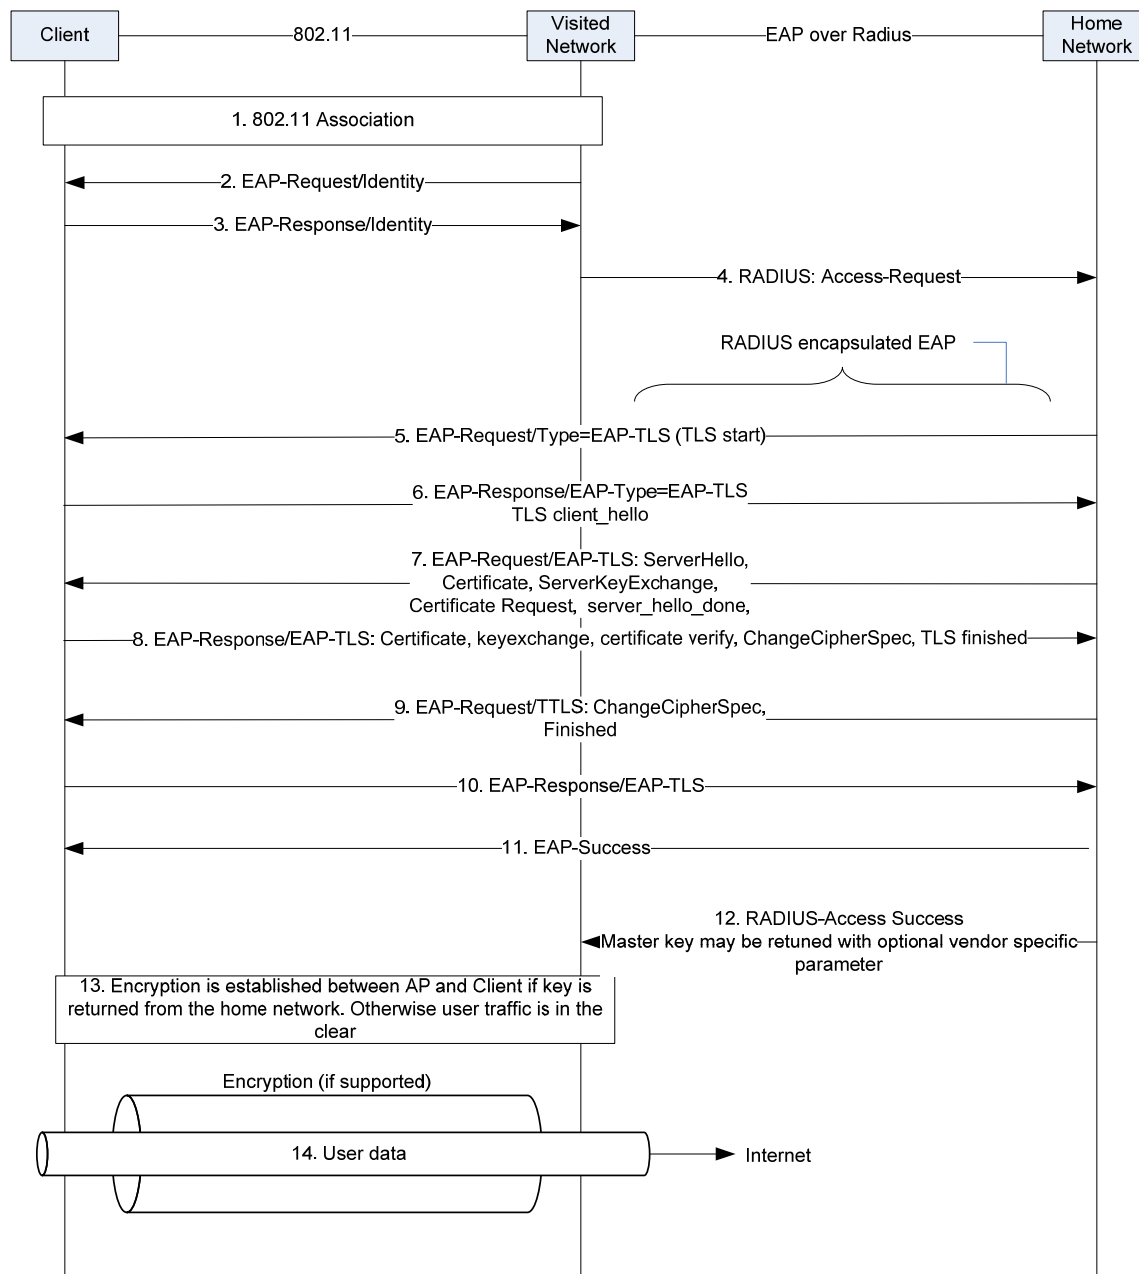 Client
802.11
Visited
Network
EAP over Radius
Home
Network
1. 802.11 Association
2. EAP-Request/Identity
3. EAP-Response/Identity
4. RADIUS: Access-Request
RADIUS encapsulated EAP
5. EAP-Request/Type=EAP-TLS (TLS start)
6. EAP-Response/EAP-Type=EAP-TLS
TLS client_hello
7. EAP-Request/EAP-TLS: ServerHello,
Certificate, ServerKeyExchange,
Certificate Request, server_hello_done,
8. EAP-Response/EAP-TLS: Certificate, keyexchange, certificate verify, ChangeCipherSpec, TLS finished
9. EAP-Request/TTLS: ChangeCipherSpec,
Finished
10. EAP-Response/EAP-TLS
11. EAP-Success
12. RADIUS-Access Success
Master key may be retuned with optional vendor specific
parameter
13. Encryption is established between AP and Client if key is
returned from the home network. Otherwise user traffic is in the
clear
Encryption (if supported)
14. User data
Internet